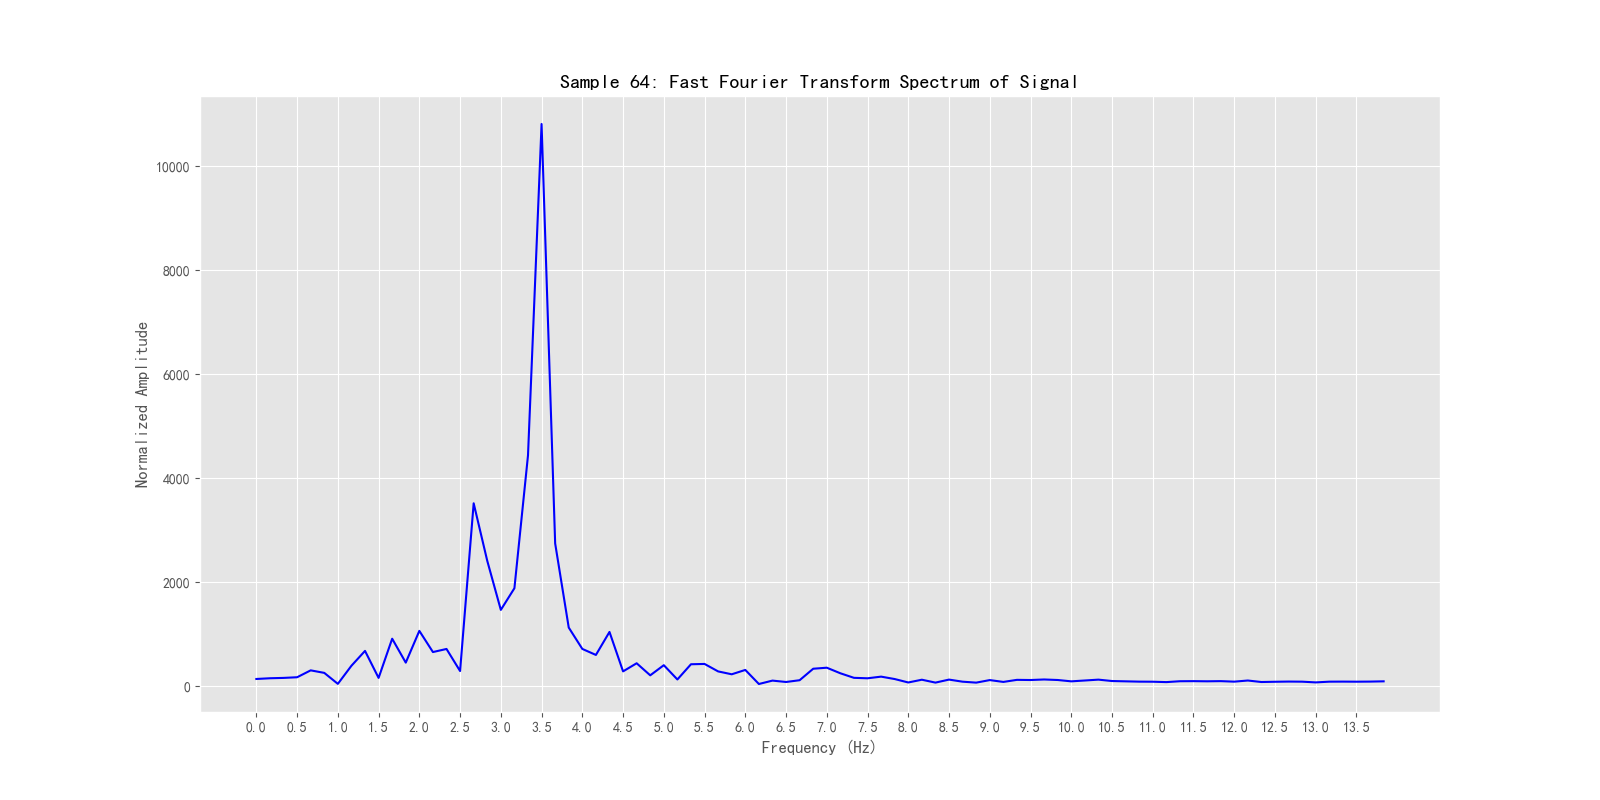 Sample 64: Fast Fourier Transform Spectrum of Signal
10000
8000
6000
4000
2000
0
Normalized Amplitude
0.0 0.5 1.0 1.5 2.0 2.5 3.0 3.5 4.0 4.5 5.0 5.5 6.0 6.5 7.0 7.5 8.0 8.5 9.0 9.5 10.0 10.5 11.0 11.5 12.0 12.5 13.0 13.5
Frequency (Hz)